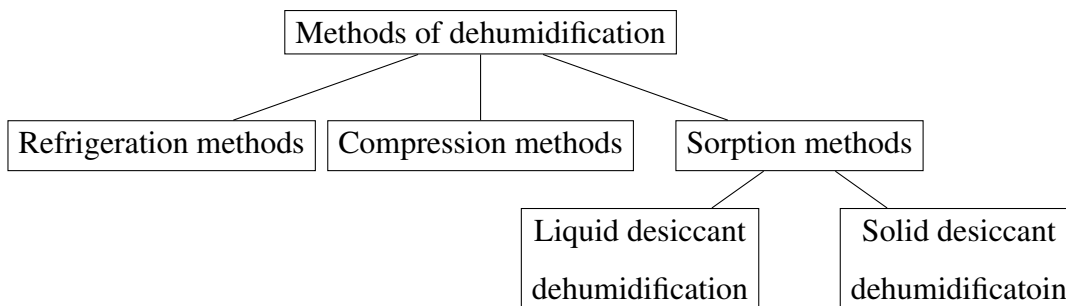 Methods of dehumidification
Refrigeration methods
Compression methods
Sorption methods
Liquid desiccant
dehumidification
Solid desiccant
dehumidificatoin